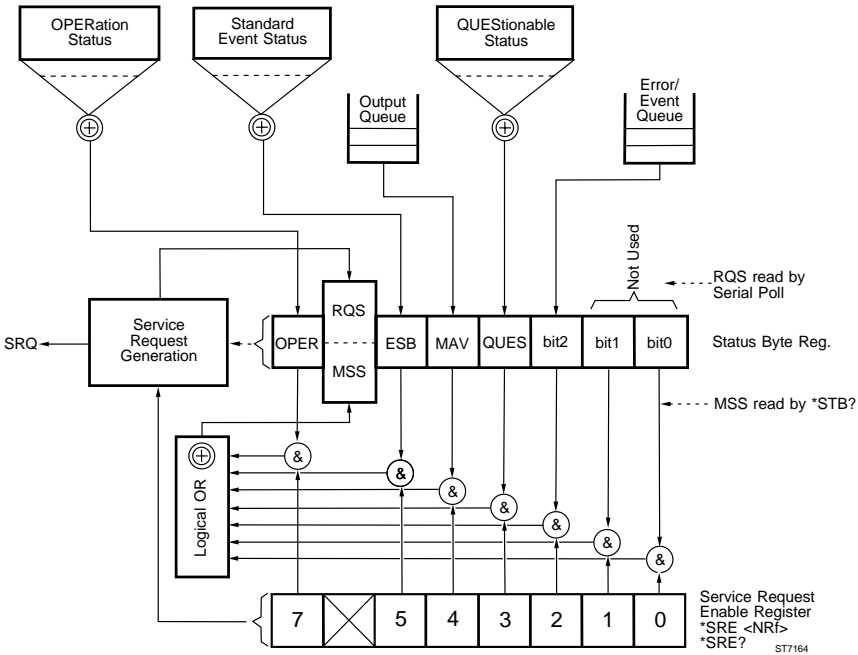 OPERation
Status
Standard
Event Status
QUEStionable
Status
Output
Queue
Error/
Event
Queue
Not Used
RQS read by
Serial Poll
SRQ
Service
Request
Generation
OPER
RQS
MSS
ESB
MAV
QUES
bit2
bit1
bit0
Status Byte Reg.
MSS read by *STB?
Logical OR
&
&
&
&
&
&
&
7
5
4
3
2
1
0
Service Request
Enable Register
*SRE <NRf>
*SRE?
ST7164